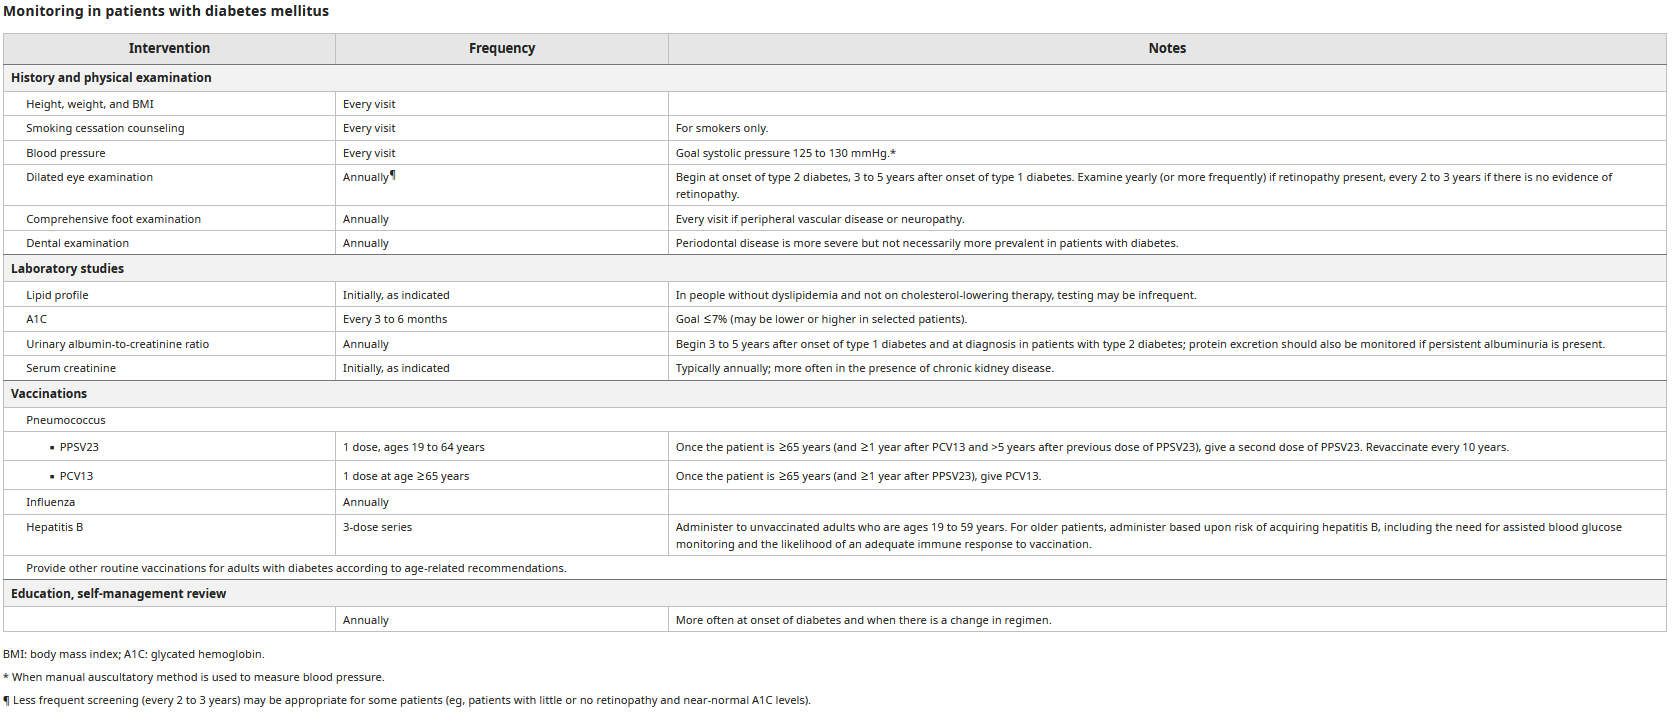 Monitoring in patients with diabetes mellitus
Intervention Frequency Notes
History and physical examination
Height, weight, and BMI Every visit
Smoking cessation counseling Every visit For smokers only.
Blood pressure Every visit Goal systolic pressure 125 to 130 mmHg.*
Dilated eye examination Annually¶ Begin at onset of type 2 diabetes, 3 to 5 years after onset of type 1 diabetes. Examine yearly (or more frequently) if retinopathy present, every 2 to 3 years if there is no evidence of
retinopathy.
Comprehensive foot examination Annually Every visit if peripheral vascular disease or neuropathy.
Dental examination Annually Periodontal disease is more severe but not necessarily more prevalent in patients with diabetes.
Laboratory studies
Lipid profile Initially, as indicated In people without dyslipidemia and not on cholesterol-lowering therapy, testing may be infrequent.
A1C Every 3 to 6 months Goal ≤7% (may be lower or higher in selected patients).
Urinary albumin-to-creatinine ratio Annually Begin 3 to 5 years after onset of type 1 diabetes and at diagnosis in patients with type 2 diabetes; protein excretion should also be monitored if persistent albuminuria is present.
Serum creatinine Initially, as indicated Typically annually; more often in the presence of chronic kidney disease.
Vaccinations
Pneumococcus
▪ PPSV23 1 dose, ages 19 to 64 years Once the patient is ≥65 years (and ≥1 year after PCV13 and >5 years after previous dose of PPSV23), give a second dose of PPSV23. Revaccinate every 10 years.
▪ PCV13 1 dose at age ≥65 years Once the patient is ≥65 years (and ≥1 year after PPSV23), give PCV13.
Influenza Annually
Hepatitis B 3-dose series Administer to unvaccinated adults who are ages 19 to 59 years. For older patients, administer based upon risk of acquiring hepatitis B, including the need for assisted blood glucose
monitoring and the likelihood of an adequate immune response to vaccination.
Provide other routine vaccinations for adults with diabetes according to age-related recommendations.
Education, self-management review
Annually More often at onset of diabetes and when there is a change in regimen.
BMI: body mass index; A1C: glycated hemoglobin.
* When manual auscultatory method is used to measure blood pressure.
¶ Less frequent screening (every 2 to 3 years) may be appropriate for some patients (eg, patients with little or no retinopathy and near-normal A1C levels).